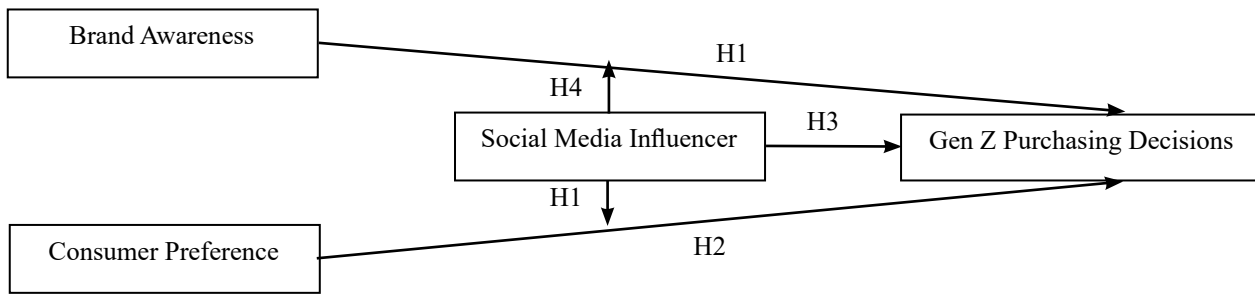 Brand Awareness
H1
H4
Social Media Influencer
H3
Gen Z Purchasing Decisions
H1
Consumer Preference
H2